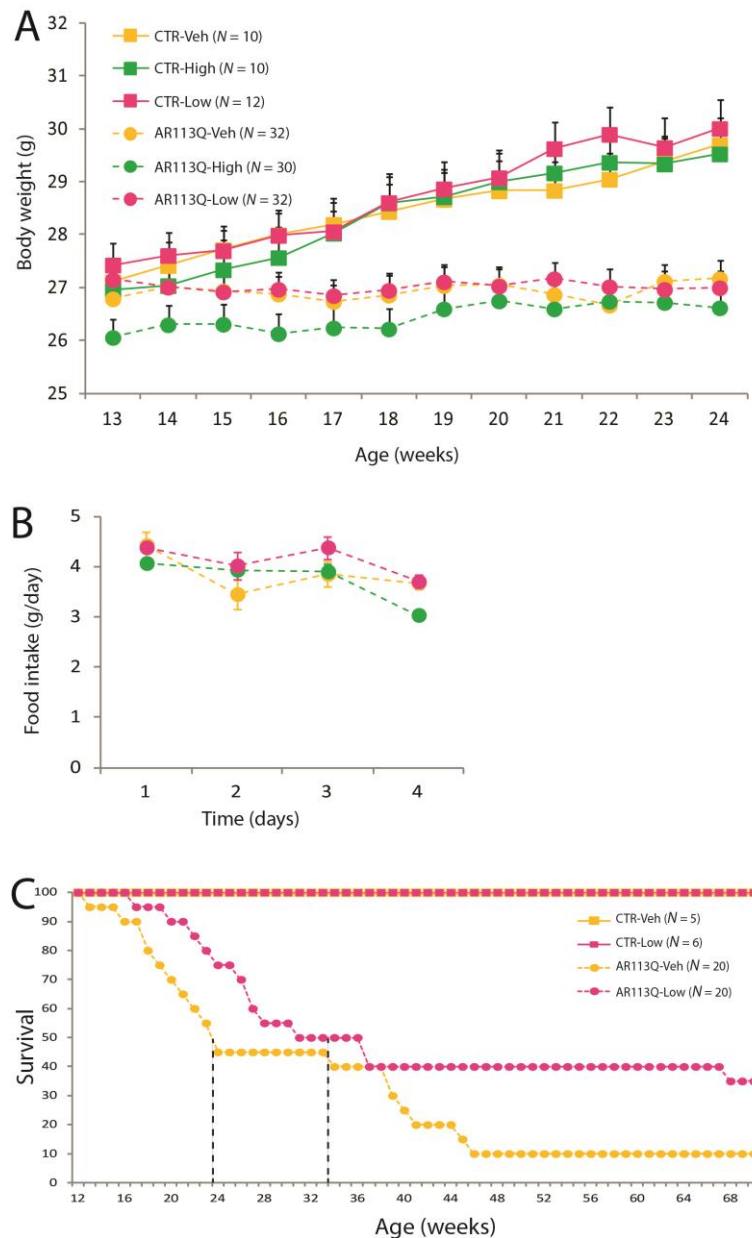 A
32
31
30
29
28
27
26
25
Body weight (g)
CTR-Veh (N = 10)
CTR-High (N = 10)
CTR-Low (N = 12)
AR113Q-Veh (N = 32)
AR113Q-High (N = 30)
AR113Q-Low (N = 32)
13 14 15 16 17 18 19 20 21 22 23 24
Age (weeks)
B
5
4
3
2
1
0
Food intake (g/day)
1 2 3 4
Time (days)
C
100
90
80
70
60
50
40
30
20
10
0
Survival
CTR-Veh (N = 5)
CTR-Low (N = 6)
AR113Q-Veh (N = 20)
AR113Q-Low (N = 20)
12 16 20 24 28 32 36 40 44 48 52 56 60 64 68
Age (weeks)